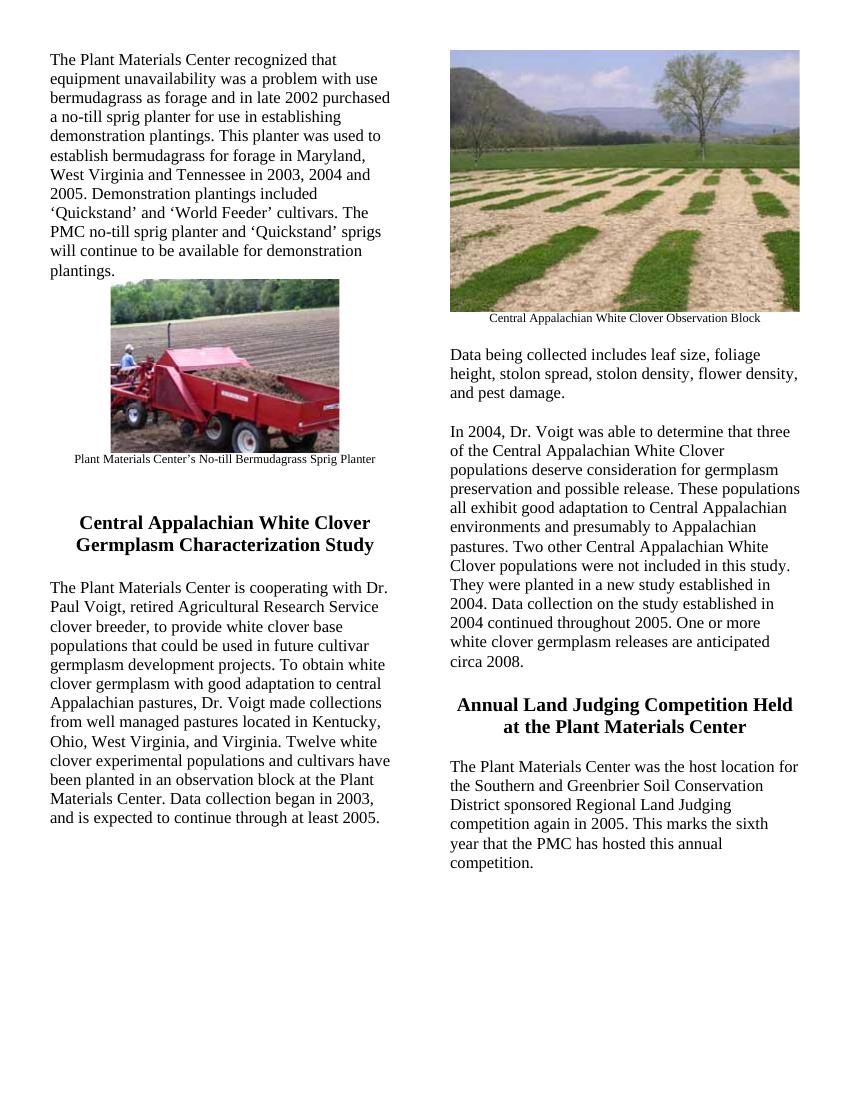 The Plant Materials Center recognized that
equipment unavailability was a problem with use
bermudagrass as forage and in late 2002 purchased
a no-till sprig planter for use in establishing
demonstration plantings. This planter was used to
establish bermudagrass for forage in Maryland,
West Virginia and Tennessee in 2003, 2004 and
2005. Demonstration plantings included
‘Quickstand’ and ‘World Feeder’ cultivars. The
PMC no-till sprig planter and ‘Quickstand’ sprigs
will continue to be available for demonstration
plantings.
Plant Materials Center’s No-till Bermudagrass Sprig Planter
Central Appalachian White Clover
Germplasm Characterization Study
The Plant Materials Center is cooperating with Dr.
Paul Voigt, retired Agricultural Research Service
clover breeder, to provide white clover base
populations that could be used in future cultivar
germplasm development projects. To obtain white
clover germplasm with good adaptation to central
Appalachian pastures, Dr. Voigt made collections
from well managed pastures located in Kentucky,
Ohio, West Virginia, and Virginia. Twelve white
clover experimental populations and cultivars have
been planted in an observation block at the Plant
Materials Center. Data collection began in 2003,
and is expected to continue through at least 2005.
Central Appalachian White Clover Observation Block
Data being collected includes leaf size, foliage
height, stolon spread, stolon density, flower density,
and pest damage.
In 2004, Dr. Voigt was able to determine that three
of the Central Appalachian White Clover
populations deserve consideration for germplasm
preservation and possible release. These populations
all exhibit good adaptation to Central Appalachian
environments and presumably to Appalachian
pastures. Two other Central Appalachian White
Clover populations were not included in this study.
They were planted in a new study established in
2004. Data collection on the study established in
2004 continued throughout 2005. One or more
white clover germplasm releases are anticipated
circa 2008.
Annual Land Judging Competition Held
at the Plant Materials Center
The Plant Materials Center was the host location for
the Southern and Greenbrier Soil Conservation
District sponsored Regional Land Judging
competition again in 2005. This marks the sixth
year that the PMC has hosted this annual
competition.